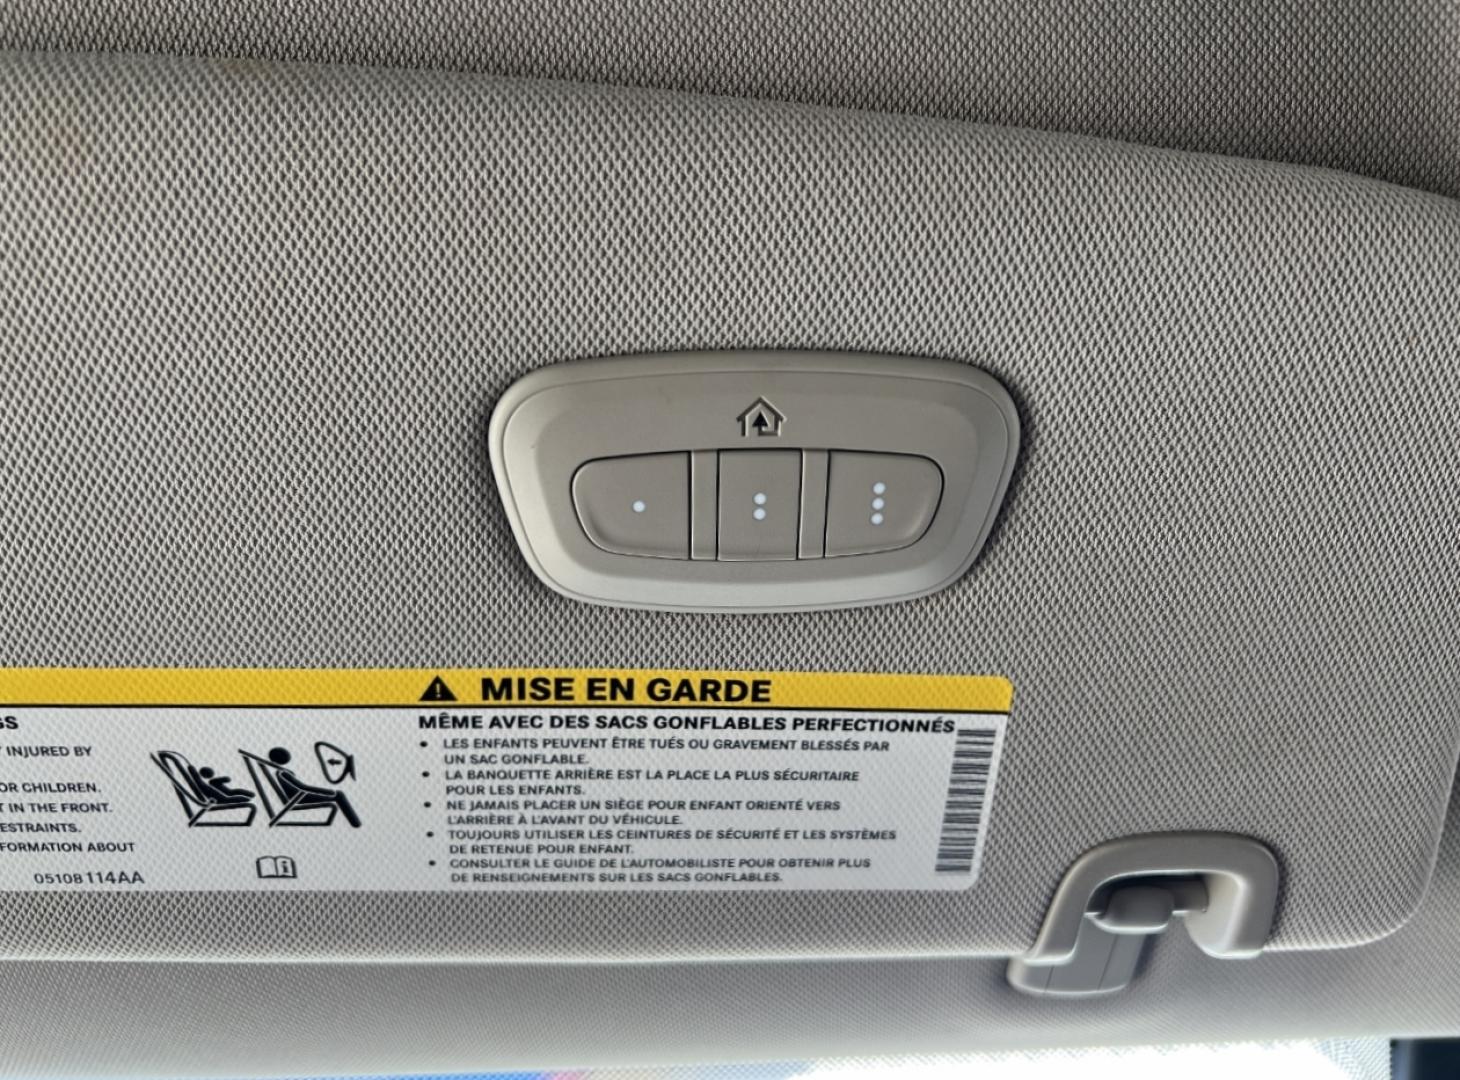 MISE EN GARDE
GS
INJURED BY
OR CHILDREN.
IN THE FRONT.
ESTRAINTS.
FORMATION ABOUT
05108114AA
MÊME AVEC DES SACS GONFLABLES PERFECTIONNÉS
• LES ENFANTS PEUVENT ÊTRE TUÉS OU GRAVEMENT BLESSÉS PAR
UN SAC GONFLABLE.
• LA BANQUETTE ARRIÈRE EST LA PLACE LA PLUS SÉCURITAIRE
POUR LES ENFANTS.
• NE JAMAIS PLACER UN SIÈGE POUR ENFANT ORIENTÉ VERS
L'ARRIÈRE À L'AVANT DU VÉHICULE.
• TOUJOURS UTILISER LES CEINTURES DE SÉCURITÉ ET LES SYSTÈMES
DE RETENUE POUR ENFANT.
• CONSULTER LE GUIDE DE L'AUTOMOBILISTE POUR OBTENIR PLUS
DE RENSEIGNEMENTS SUR LES SACS GONFLABLES.